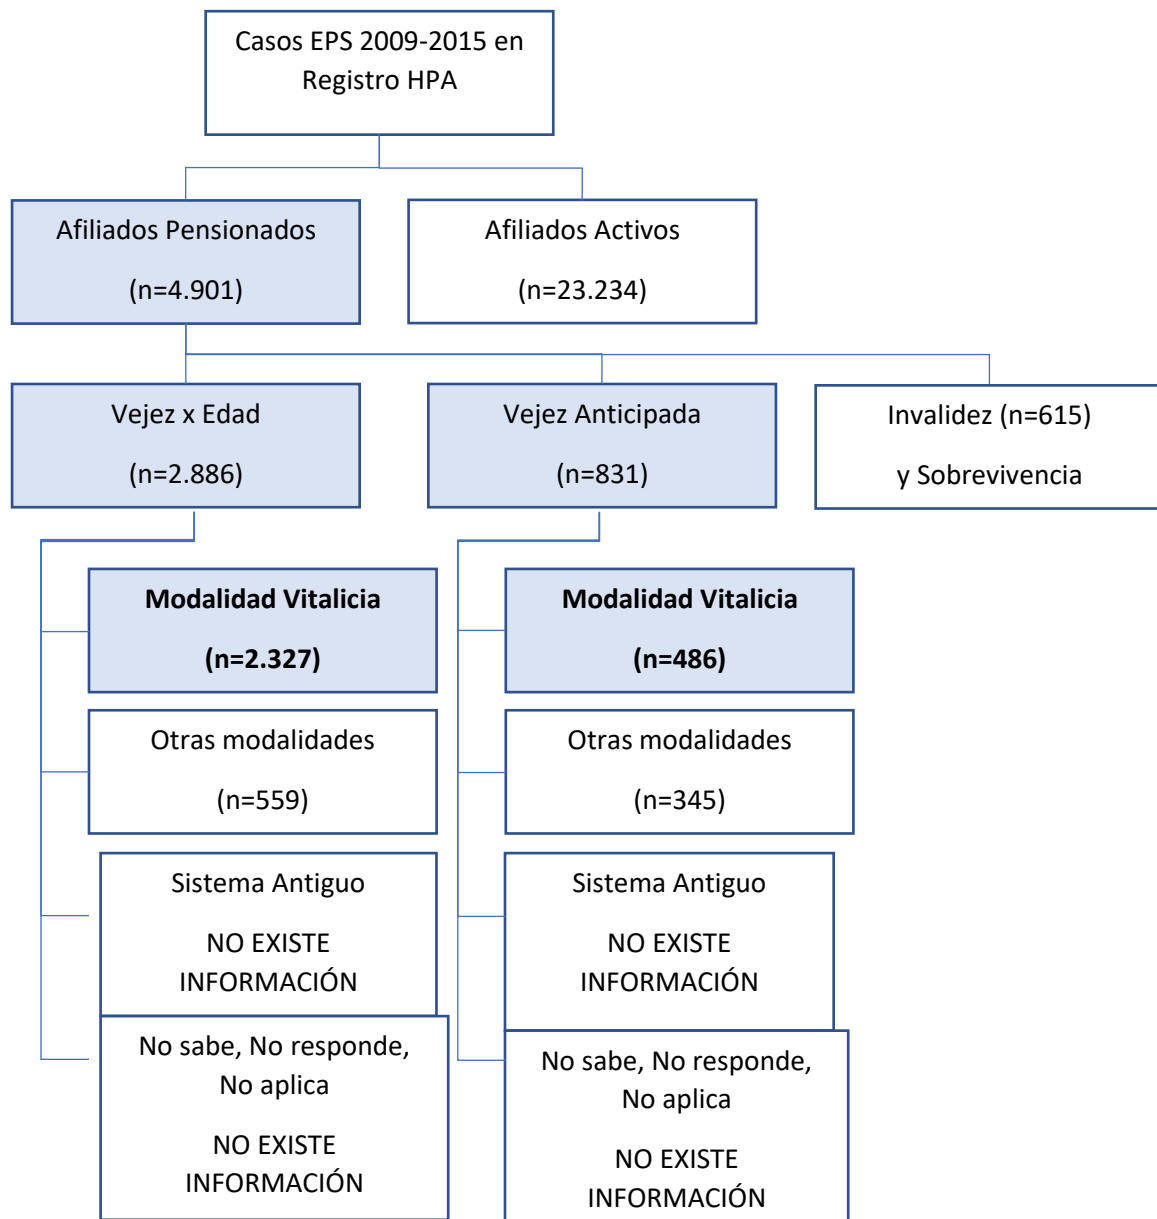 Casos EPS 2009-2015 en
Registro HPA
Afiliados Pensionados
(n=4.901)
Afiliados Activos
(n=23.234)
Vejez x Edad
(n=2.886)
Vejez Anticipada
(n=831)
Invalidez (n=615)
y Sobrevivencia
Modalidad Vitalicia
(n=2.327)
Modalidad Vitalicia
(n=486)
Otras modalidades
(n=559)
Otras modalidades
(n=345)
Sistema Antiguo
NO EXISTE
INFORMACIÓN
Sistema Antiguo
NO EXISTE
INFORMACIÓN
No sabe, No responde,
No aplica
NO EXISTE
INFORMACIÓN
No sabe, No responde,
No aplica
NO EXISTE
INFORMACIÓN